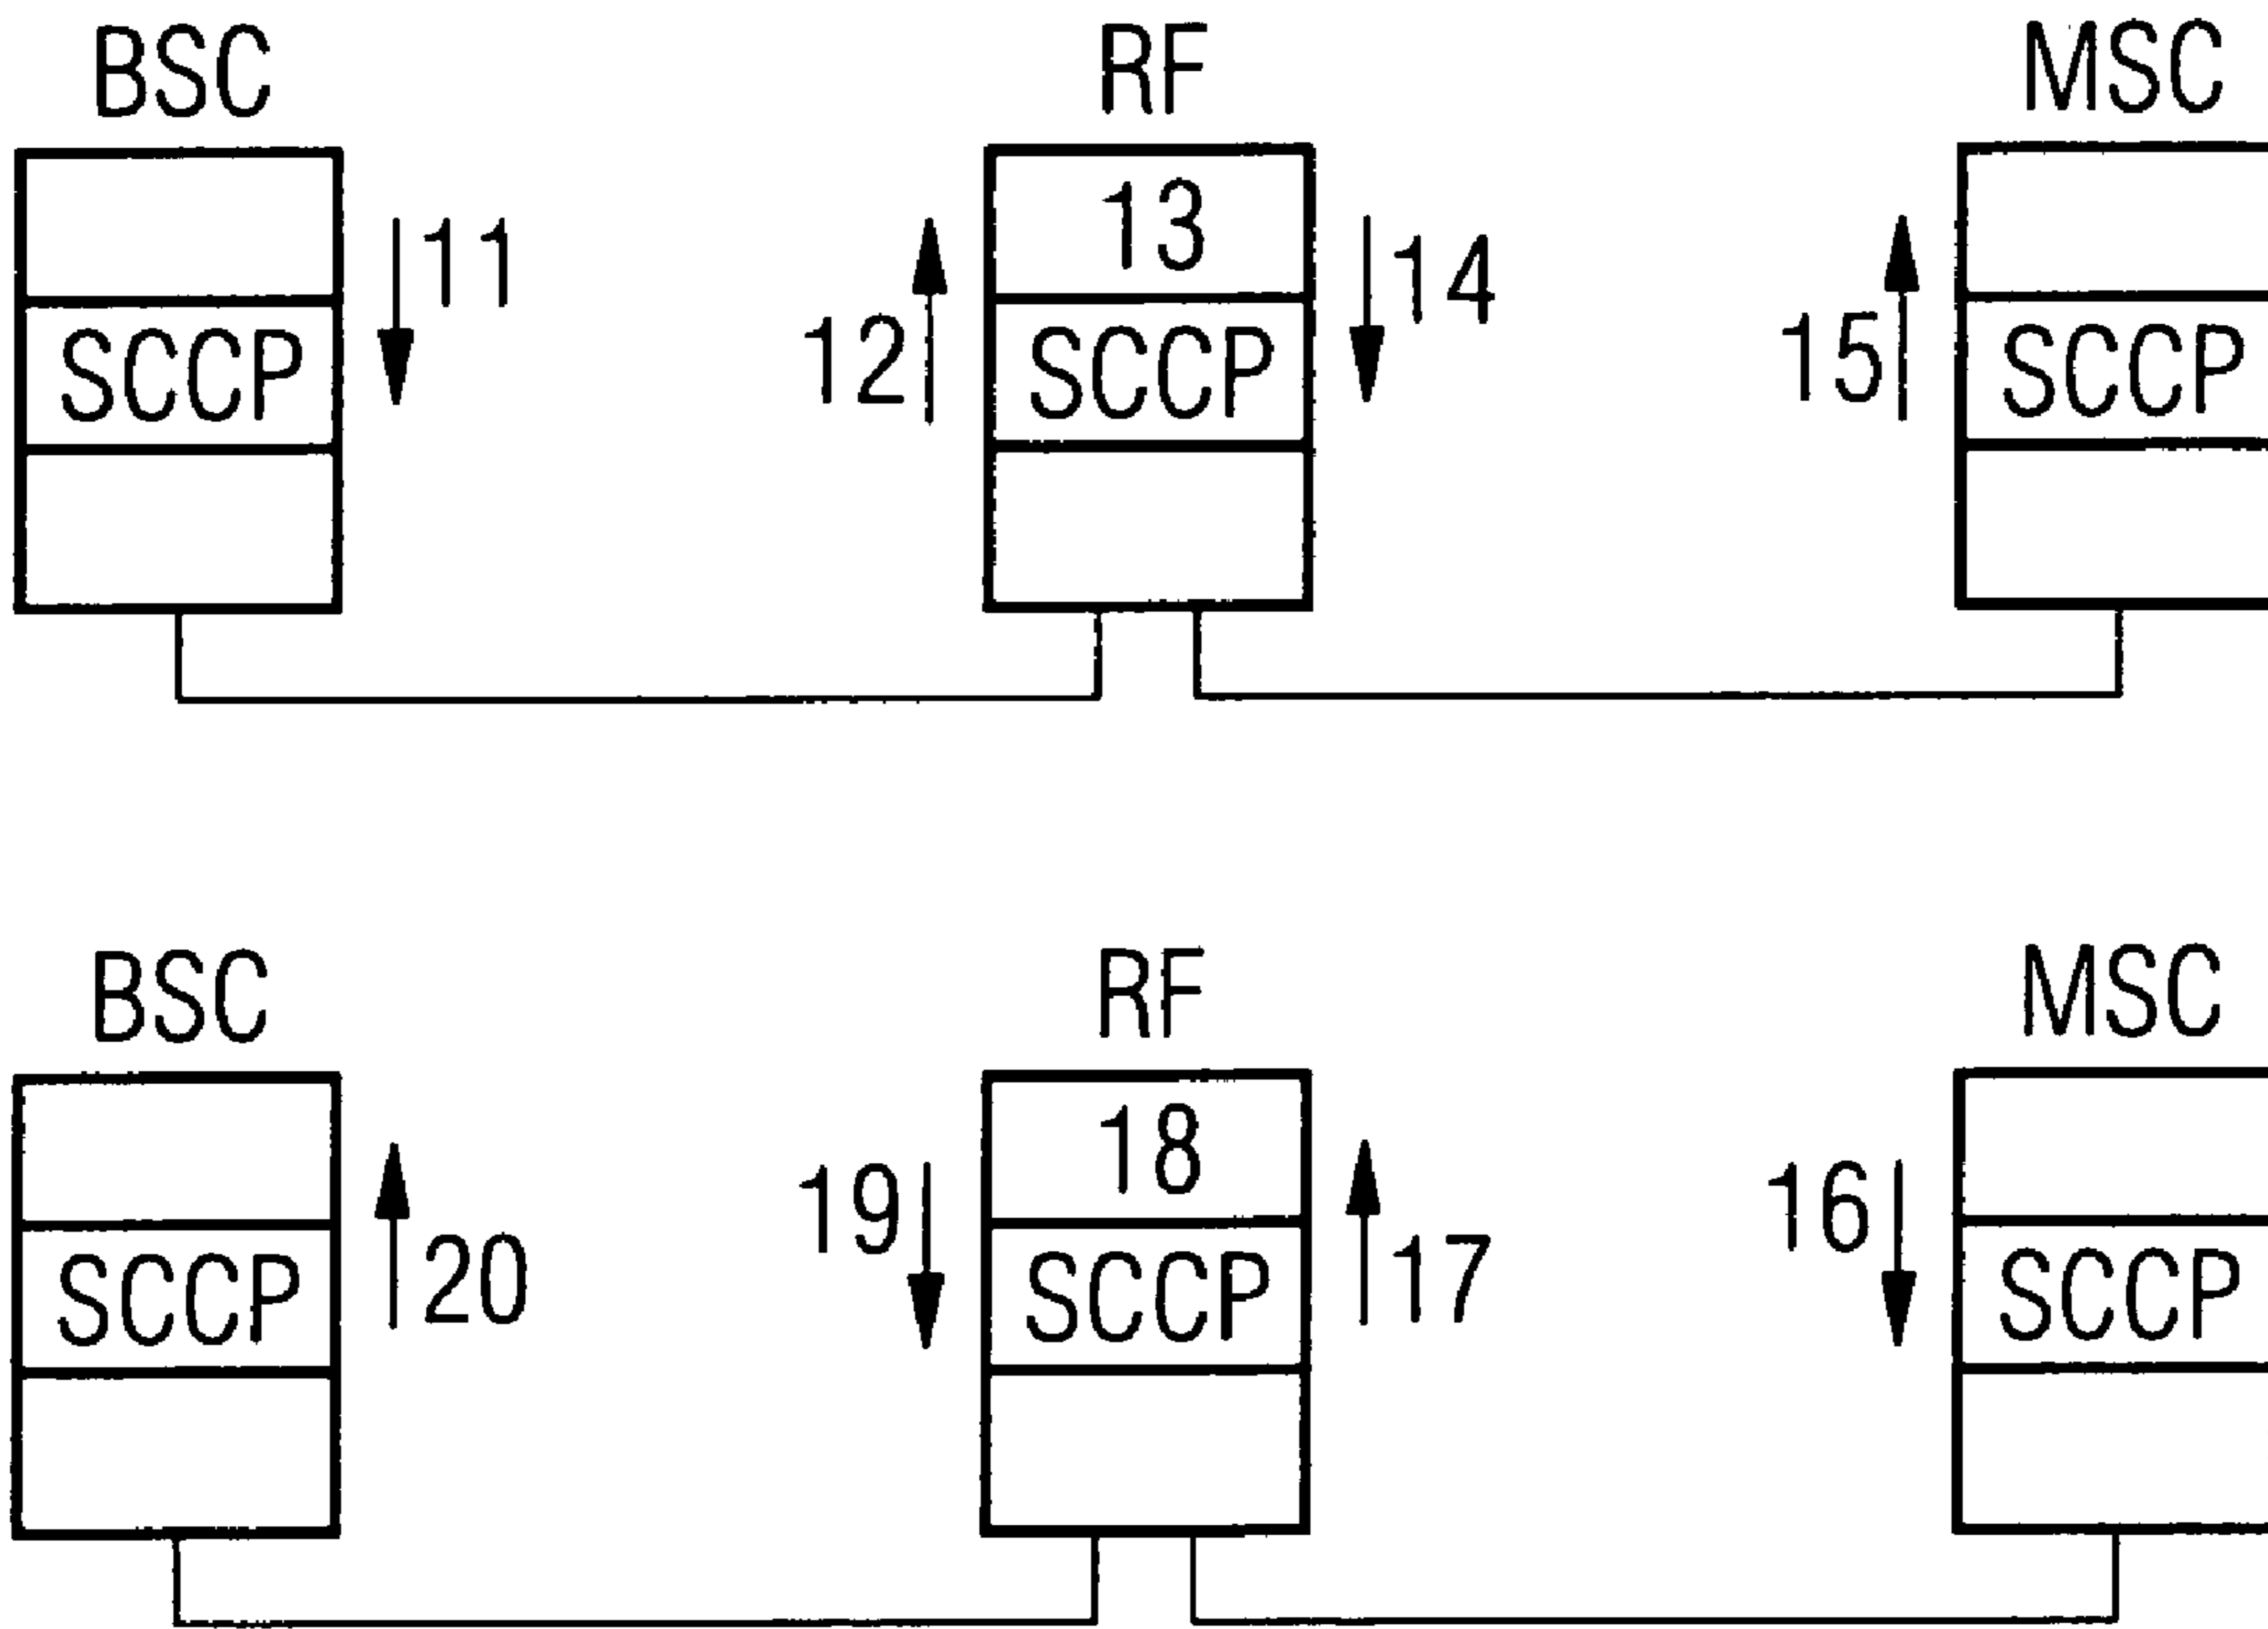 BSC RF MSC
11 13 14
12 15
SCCP SCCP SCCP
BSC RF MSC
18
19 16
20 17
SCCP SCCP SCCP